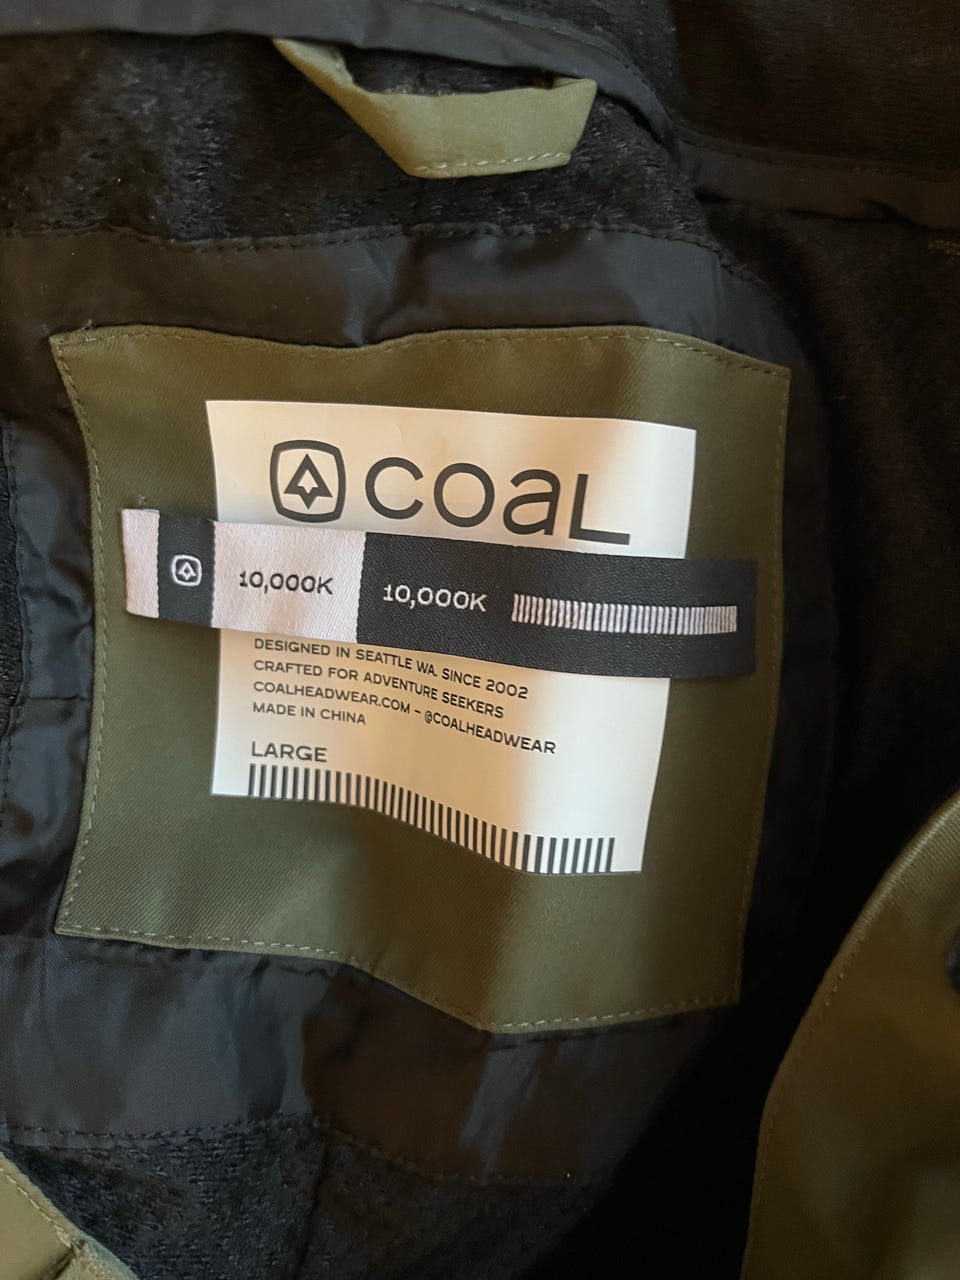 COAL
10,000K 10,000K
DESIGNED IN SEATTLE WA. SINCE 2002
CRAFTED FOR ADVENTURE SEEKERS
COALHEADWEAR.COM - @COALHEADWEAR
MADE IN CHINA
LARGE